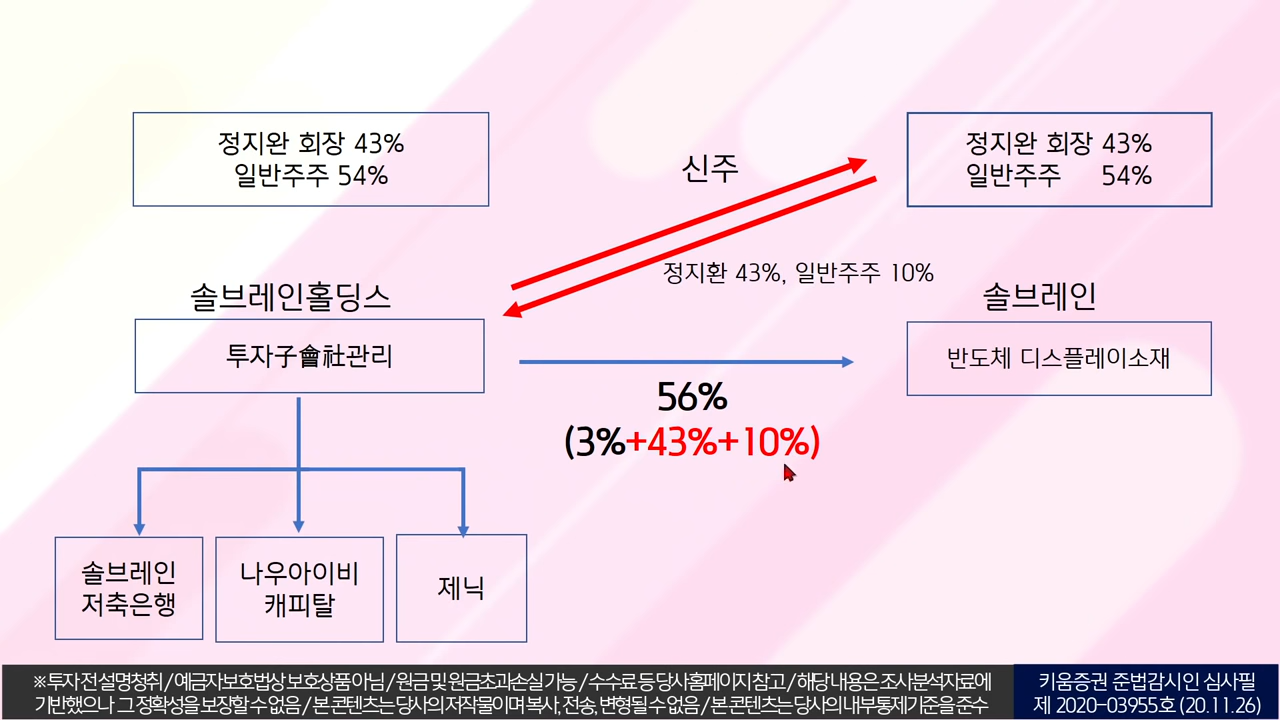 정지완 회장 43%
일반주주 54%
신주
정지완 회장 43%
일반주주 54%
정지환 43%, 일반주주 10%
솔브레인홀딩스
솔브레인
투자子會社관리
반도체 디스플레이소재
56%
(3%+43%+10%)
솔브레인
저축은행
나우아이비
캐피탈
제닉
※ 투자 전 설명청취 / 예금자보호법상 보호상품 아님 / 원금 및 원금초과손실 가능 / 수수료 등 당사홈페이지 참고 / 해당 내용은 조사분석자료에
기반했으나 그 정확성을 보장할 수 없음 / 본 콘텐츠는 당사의 저작물이며 복사, 전송, 변형될 수 없음 / 본 콘텐츠는 당사의 내부통제기준을 준수
키움증권 준법감시인 심사필
제 2020-03955호 (20.11.26)